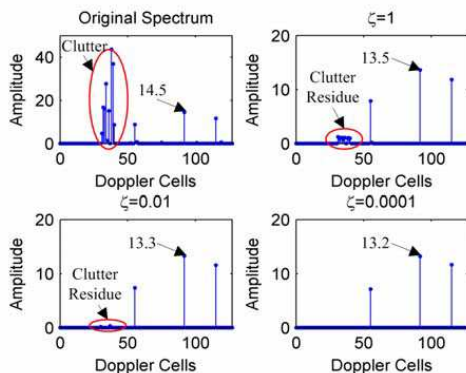 Original Spectrum
Amplitude
40
20
0
Clutter
14.5
0
50
100
Doppler Cells
ζ=1
Amplitude
20
10
0
13.5
Clutter
Residue
0
50
100
Doppler Cells
ζ=0.01
Amplitude
20
10
0
13.3
Clutter
Residue
0
50
100
Doppler Cells
ζ=0.0001
Amplitude
20
10
0
13.2
0
50
100
Doppler Cells